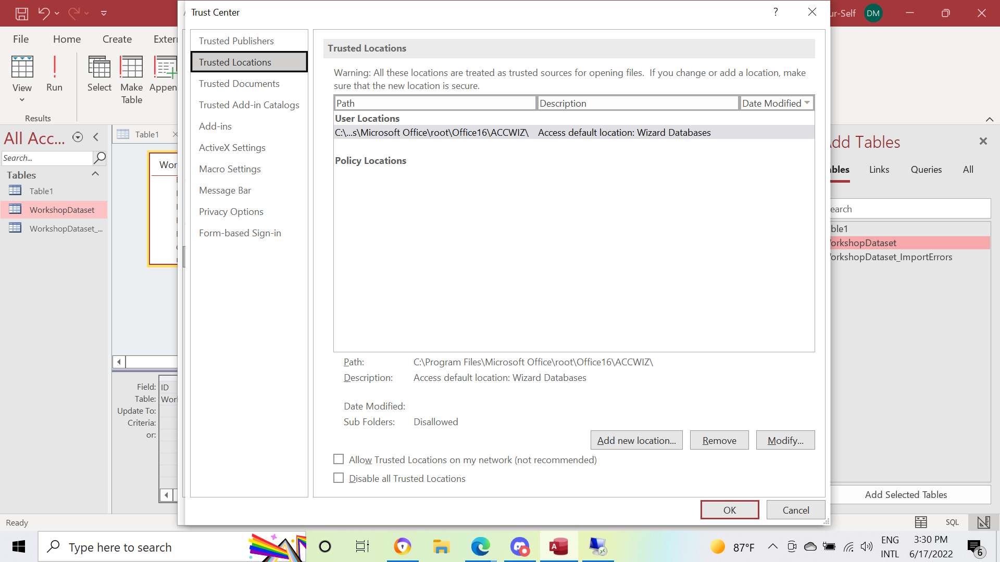 Trust Center
?
ur-Self
DM
File
Home
Create
Extern
View
Run
Select
Make
Table
Appen
Results
All Acc...
Search...
Tables
Table1
WorkshopDataset
WorkshopDataset_...
Table1
Wor
Field:
ID
Table:
Wor
Update To:
Criteria:
or:
Trusted Publishers
Trusted Locations
Trusted Documents
Trusted Add-in Catalogs
Add-ins
ActiveX Settings
Macro Settings
Message Bar
Privacy Options
Form-based Sign-in
Trusted Locations
Warning: All these locations are treated as trusted sources for opening files.  If you change or add a location, make
sure that the new location is secure.
Path
Description
Date Modified
User Locations
C:\...s\Microsoft Office\root\Office16\ACCWIZ\
Access default location: Wizard Databases
Policy Locations
Path:
C:\Program Files\Microsoft Office\root\Office16\ACCWIZ\
Description:
Access default location: Wizard Databases
Date Modified:
Sub Folders:
Disallowed
Add new location...
Remove
Modify...
Allow Trusted Locations on my network (not recommended)
Disable all Trusted Locations
OK
Cancel
dd Tables
bles
Links
Queries
All
earch
ble1
orkshopDataset
orkshopDataset_ImportErrors
Add Selected Tables
Ready
SQL
Type here to search
A
87°F
ENG
INTL
3:30 PM
6/17/2022
6